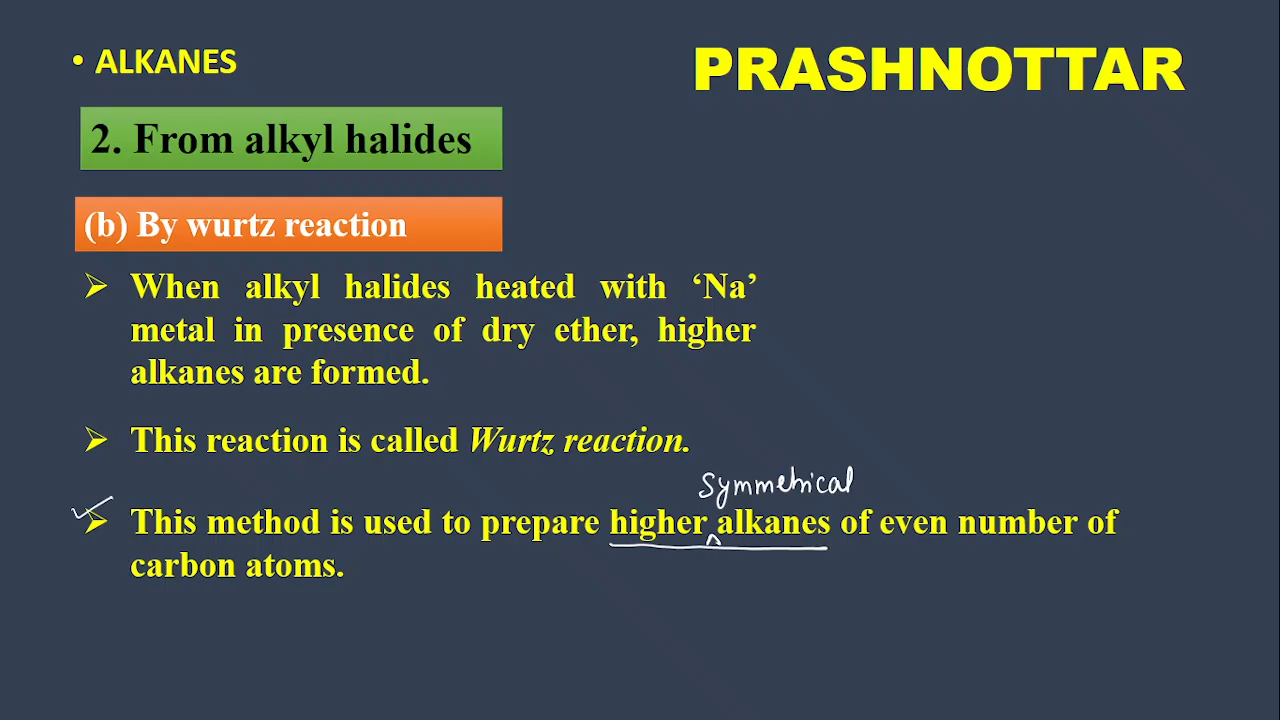 • ALKANES
PRASHNOTTAR
2. From alkyl halides
(b) By wurtz reaction
➢ When alkyl halides heated with ‘Na’
metal in presence of dry ether, higher
alkanes are formed.
➢ This reaction is called Wurtz reaction.
symmetrical
➢ This method is used to prepare higher alkanes of even number of
carbon atoms.